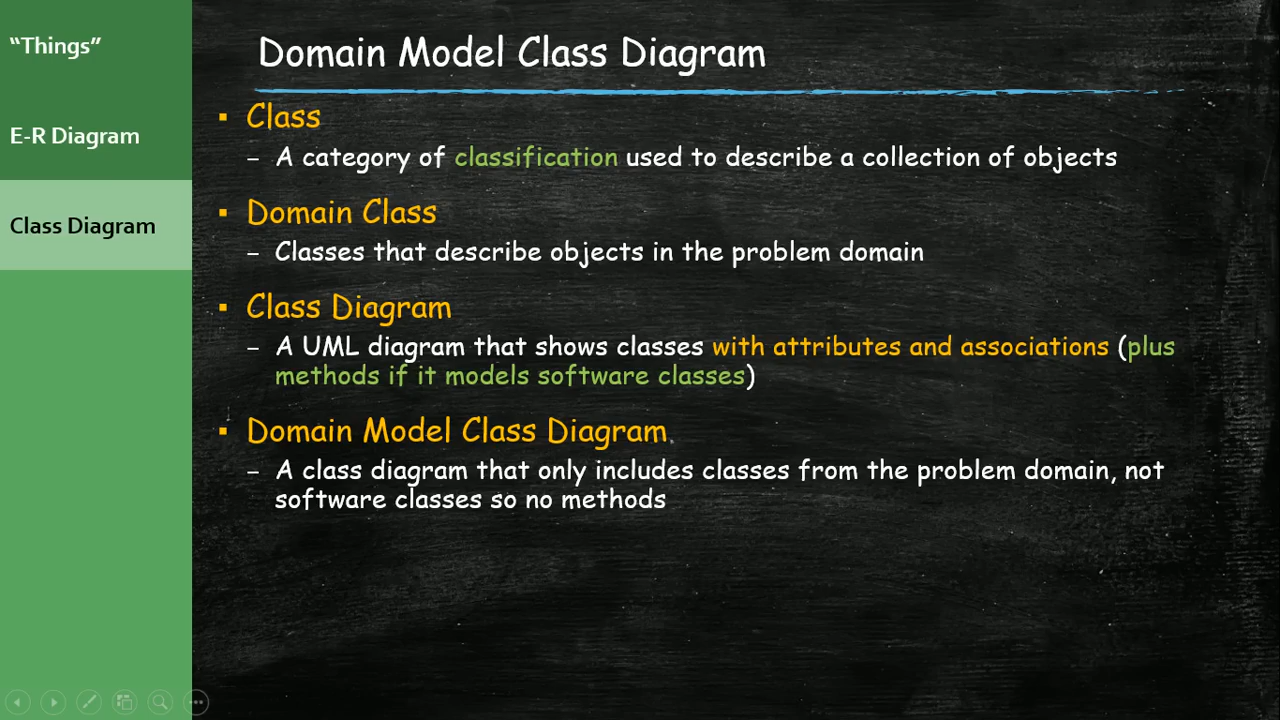 “Things”
E-R Diagram
Class Diagram
Domain Model Class Diagram
▪ Class
– A category of classification used to describe a collection of objects
▪ Domain Class
– Classes that describe objects in the problem domain
▪ Class Diagram
– A UML diagram that shows classes with attributes and associations (plus
methods if it models software classes)
▪ Domain Model Class Diagram
– A class diagram that only includes classes from the problem domain, not
software classes so no methods